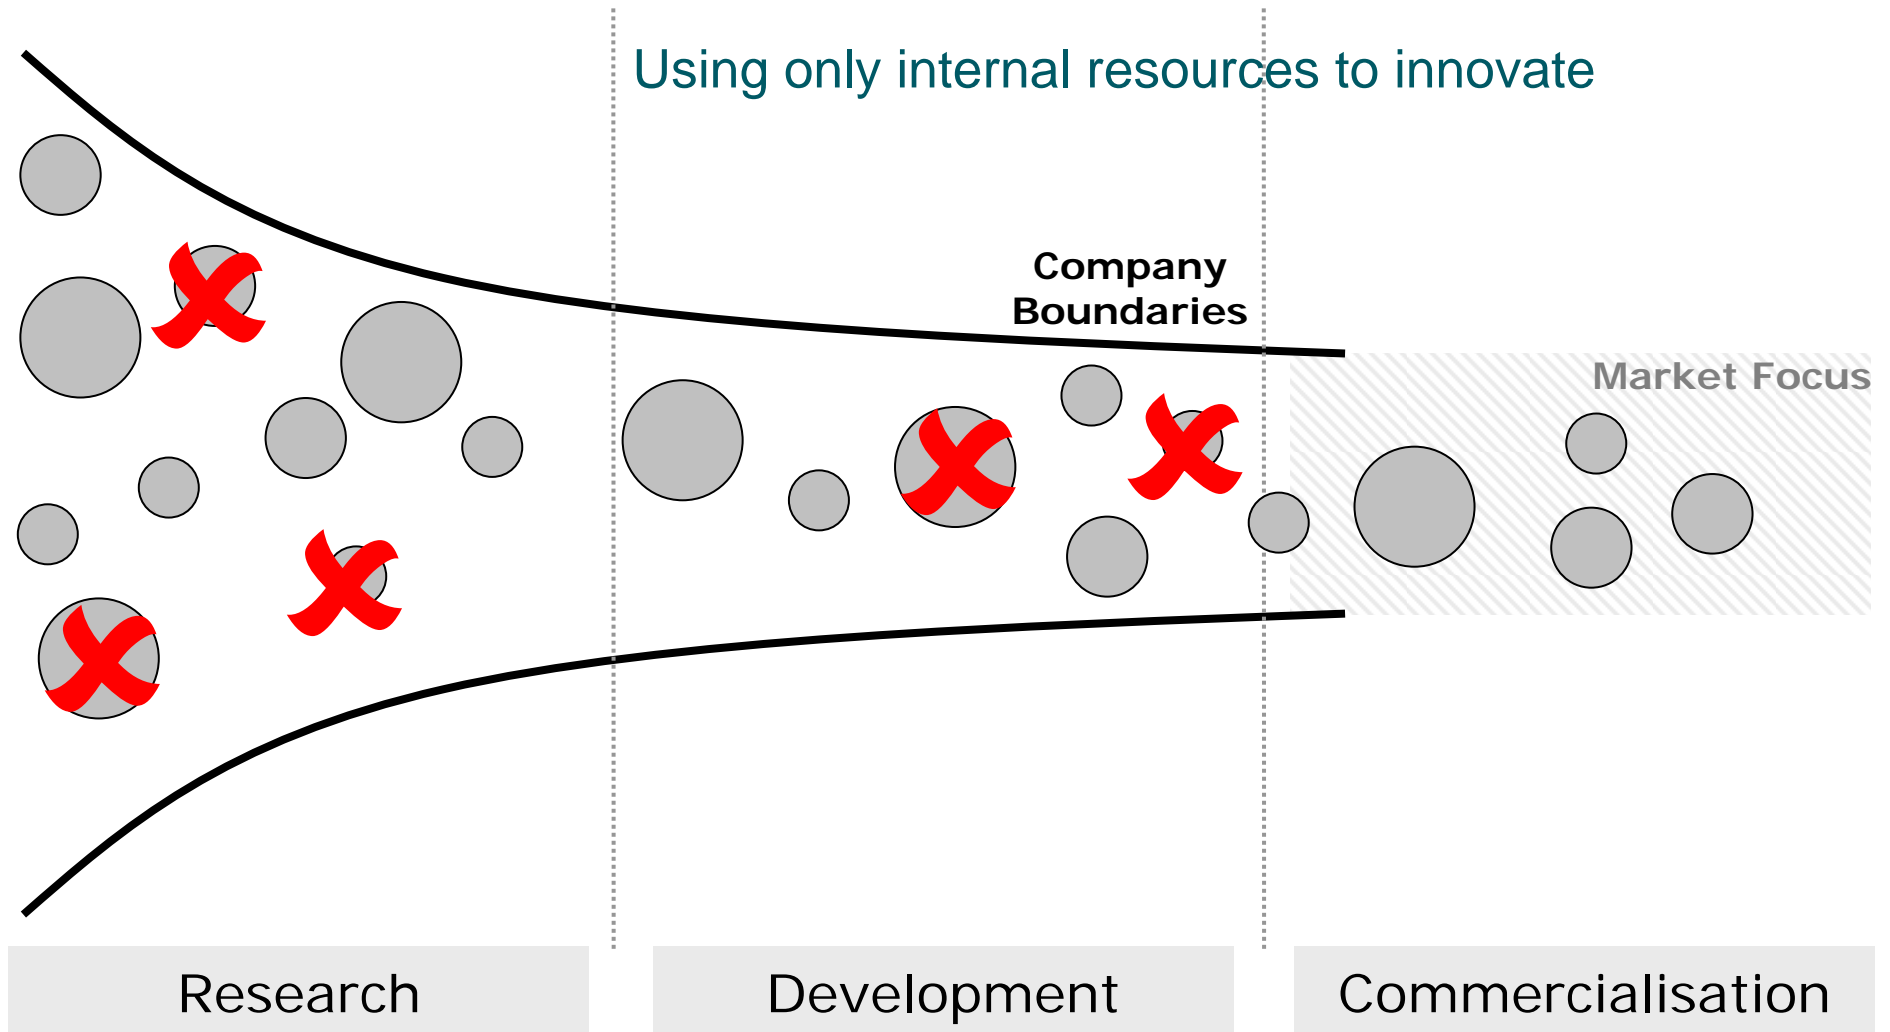 Using only internal resources to innovate
Company
Boundaries
Market Focus
Research
Development
Commercialisation